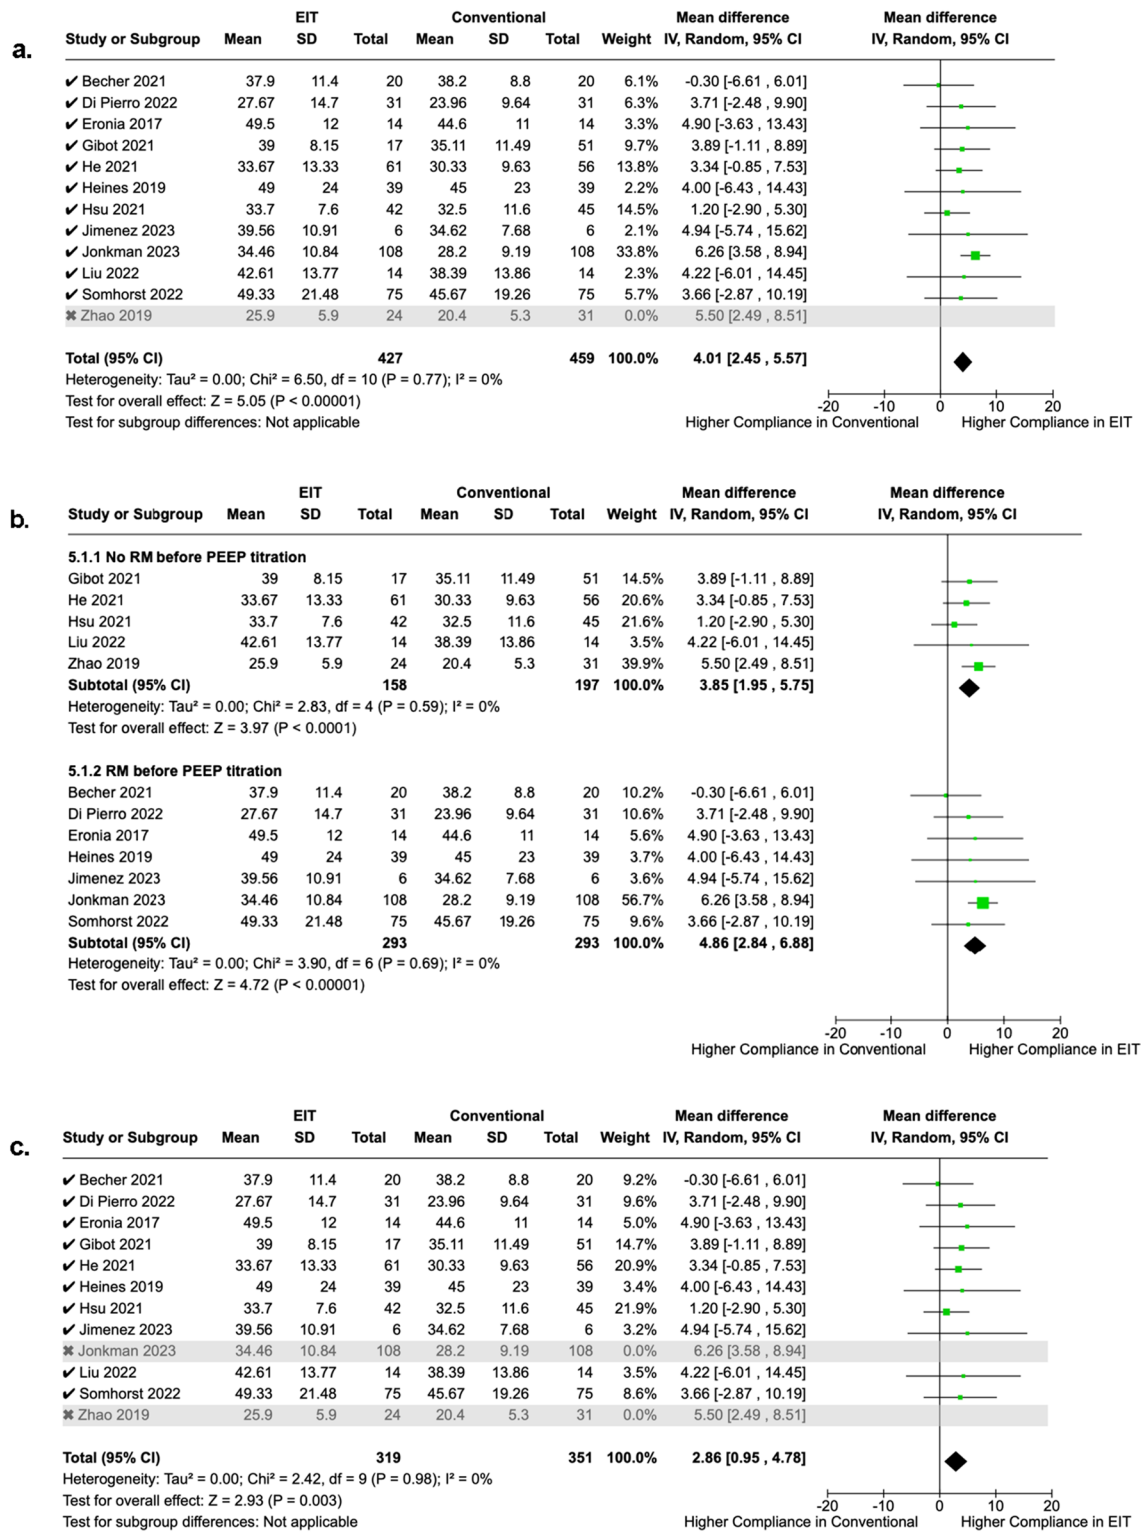 a.
EIT Conventional Mean difference Mean difference
Study or Subgroup Mean SD Total Mean SD Total Weight IV, Random, 95% CI IV, Random, 95% CI
✔ Becher 2021 37.9 11.4 20 38.2 8.8 20 6.1% -0.30 [-6.61 , 6.01]
✔ Di Pierro 2022 27.67 14.7 31 23.96 9.64 31 6.3% 3.71 [-2.48 , 9.90]
✔ Eronia 2017 49.5 12 14 44.6 11 14 3.3% 4.90 [-3.63 , 13.43]
✔ Gibot 2021 39 8.15 17 35.11 11.49 51 9.7% 3.89 [-1.11 , 8.89]
✔ He 2021 33.67 13.33 61 30.33 9.63 56 13.8% 3.34 [-0.85 , 7.53]
✔ Heines 2019 49 24 39 45 23 39 2.2% 4.00 [-6.43 , 14.43]
✔ Hsu 2021 33.7 7.6 42 32.5 11.6 45 14.5% 1.20 [-2.90 , 5.30]
✔ Jimenez 2023 39.56 10.91 6 34.62 7.68 6 2.1% 4.94 [-5.74 , 15.62]
✔ Jonkman 2023 34.46 10.84 108 28.2 9.19 108 33.8% 6.26 [3.58 , 8.94]
✔ Liu 2022 42.61 13.77 14 38.39 13.86 14 2.3% 4.22 [-6.01 , 14.45]
✔ Somhorst 2022 49.33 21.48 75 45.67 19.26 75 5.7% 3.66 [-2.87 , 10.19]
✖ Zhao 2019 25.9 5.9 24 20.4 5.3 31 0.0% 5.50 [2.49 , 8.51]
Total (95% CI) 427 459 100.0% 4.01 [2.45 , 5.57]
Heterogeneity: Tau² = 0.00; Chi² = 6.50, df = 10 (P = 0.77); I² = 0%
Test for overall effect: Z = 5.05 (P < 0.00001)
Test for subgroup differences: Not applicable
-20 -10 0 10 20
Higher Compliance in Conventional Higher Compliance in EIT
b.
EIT Conventional Mean difference Mean difference
Study or Subgroup Mean SD Total Mean SD Total Weight IV, Random, 95% CI IV, Random, 95% CI
5.1.1 No RM before PEEP titration
Gibot 2021 39 8.15 17 35.11 11.49 51 14.5% 3.89 [-1.11 , 8.89]
He 2021 33.67 13.33 61 30.33 9.63 56 20.6% 3.34 [-0.85 , 7.53]
Hsu 2021 33.7 7.6 42 32.5 11.6 45 21.6% 1.20 [-2.90 , 5.30]
Liu 2022 42.61 13.77 14 38.39 13.86 14 3.5% 4.22 [-6.01 , 14.45]
Zhao 2019 25.9 5.9 24 20.4 5.3 31 39.9% 5.50 [2.49 , 8.51]
Subtotal (95% CI) 158 197 100.0% 3.85 [1.95 , 5.75]
Heterogeneity: Tau² = 0.00; Chi² = 2.83, df = 4 (P = 0.59); I² = 0%
Test for overall effect: Z = 3.97 (P < 0.0001)
5.1.2 RM before PEEP titration
Becher 2021 37.9 11.4 20 38.2 8.8 20 10.2% -0.30 [-6.61 , 6.01]
Di Pierro 2022 27.67 14.7 31 23.96 9.64 31 10.6% 3.71 [-2.48 , 9.90]
Eronia 2017 49.5 12 14 44.6 11 14 5.6% 4.90 [-3.63 , 13.43]
Heines 2019 49 24 39 45 23 39 3.7% 4.00 [-6.43 , 14.43]
Jimenez 2023 39.56 10.91 6 34.62 7.68 6 3.6% 4.94 [-5.74 , 15.62]
Jonkman 2023 34.46 10.84 108 28.2 9.19 108 56.7% 6.26 [3.58 , 8.94]
Somhorst 2022 49.33 21.48 75 45.67 19.26 75 9.6% 3.66 [-2.87 , 10.19]
Subtotal (95% CI) 293 293 100.0% 4.86 [2.84 , 6.88]
Heterogeneity: Tau² = 0.00; Chi² = 3.90, df = 6 (P = 0.69); I² = 0%
Test for overall effect: Z = 4.72 (P < 0.00001)
-20 -10 0 10 20
Higher Compliance in Conventional Higher Compliance in EIT
c.
EIT Conventional Mean difference Mean difference
Study or Subgroup Mean SD Total Mean SD Total Weight IV, Random, 95% CI IV, Random, 95% CI
✔ Becher 2021 37.9 11.4 20 38.2 8.8 20 9.2% -0.30 [-6.61 , 6.01]
✔ Di Pierro 2022 27.67 14.7 31 23.96 9.64 31 9.6% 3.71 [-2.48 , 9.90]
✔ Eronia 2017 49.5 12 14 44.6 11 14 5.0% 4.90 [-3.63 , 13.43]
✔ Gibot 2021 39 8.15 17 35.11 11.49 51 14.7% 3.89 [-1.11 , 8.89]
✔ He 2021 33.67 13.33 61 30.33 9.63 56 20.9% 3.34 [-0.85 , 7.53]
✔ Heines 2019 49 24 39 45 23 39 3.4% 4.00 [-6.43 , 14.43]
✔ Hsu 2021 33.7 7.6 42 32.5 11.6 45 21.9% 1.20 [-2.90 , 5.30]
✔ Jimenez 2023 39.56 10.91 6 34.62 7.68 6 3.2% 4.94 [-5.74 , 15.62]
✖ Jonkman 2023 34.46 10.84 108 28.2 9.19 108 0.0% 6.26 [3.58 , 8.94]
✔ Liu 2022 42.61 13.77 14 38.39 13.86 14 3.5% 4.22 [-6.01 , 14.45]
✔ Somhorst 2022 49.33 21.48 75 45.67 19.26 75 8.6% 3.66 [-2.87 , 10.19]
✖ Zhao 2019 25.9 5.9 24 20.4 5.3 31 0.0% 5.50 [2.49 , 8.51]
Total (95% CI) 319 351 100.0% 2.86 [0.95 , 4.78]
Heterogeneity: Tau² = 0.00; Chi² = 2.42, df = 9 (P = 0.98); I² = 0%
Test for overall effect: Z = 2.93 (P = 0.003)
Test for subgroup differences: Not applicable
-20 -10 0 10 20
Higher Compliance in Conventional Higher Compliance in EIT